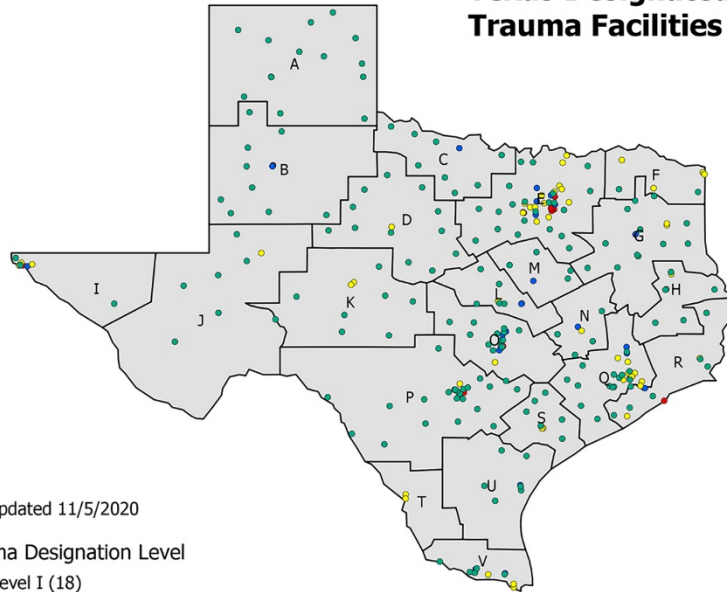 Trauma Facilities
A
B
C
D
E
F
G
H
I
J
K
L
M
N
O
P
Q
R
S
T
U
V
pdated 11/5/2020
ma Designation Level
evel I (18)